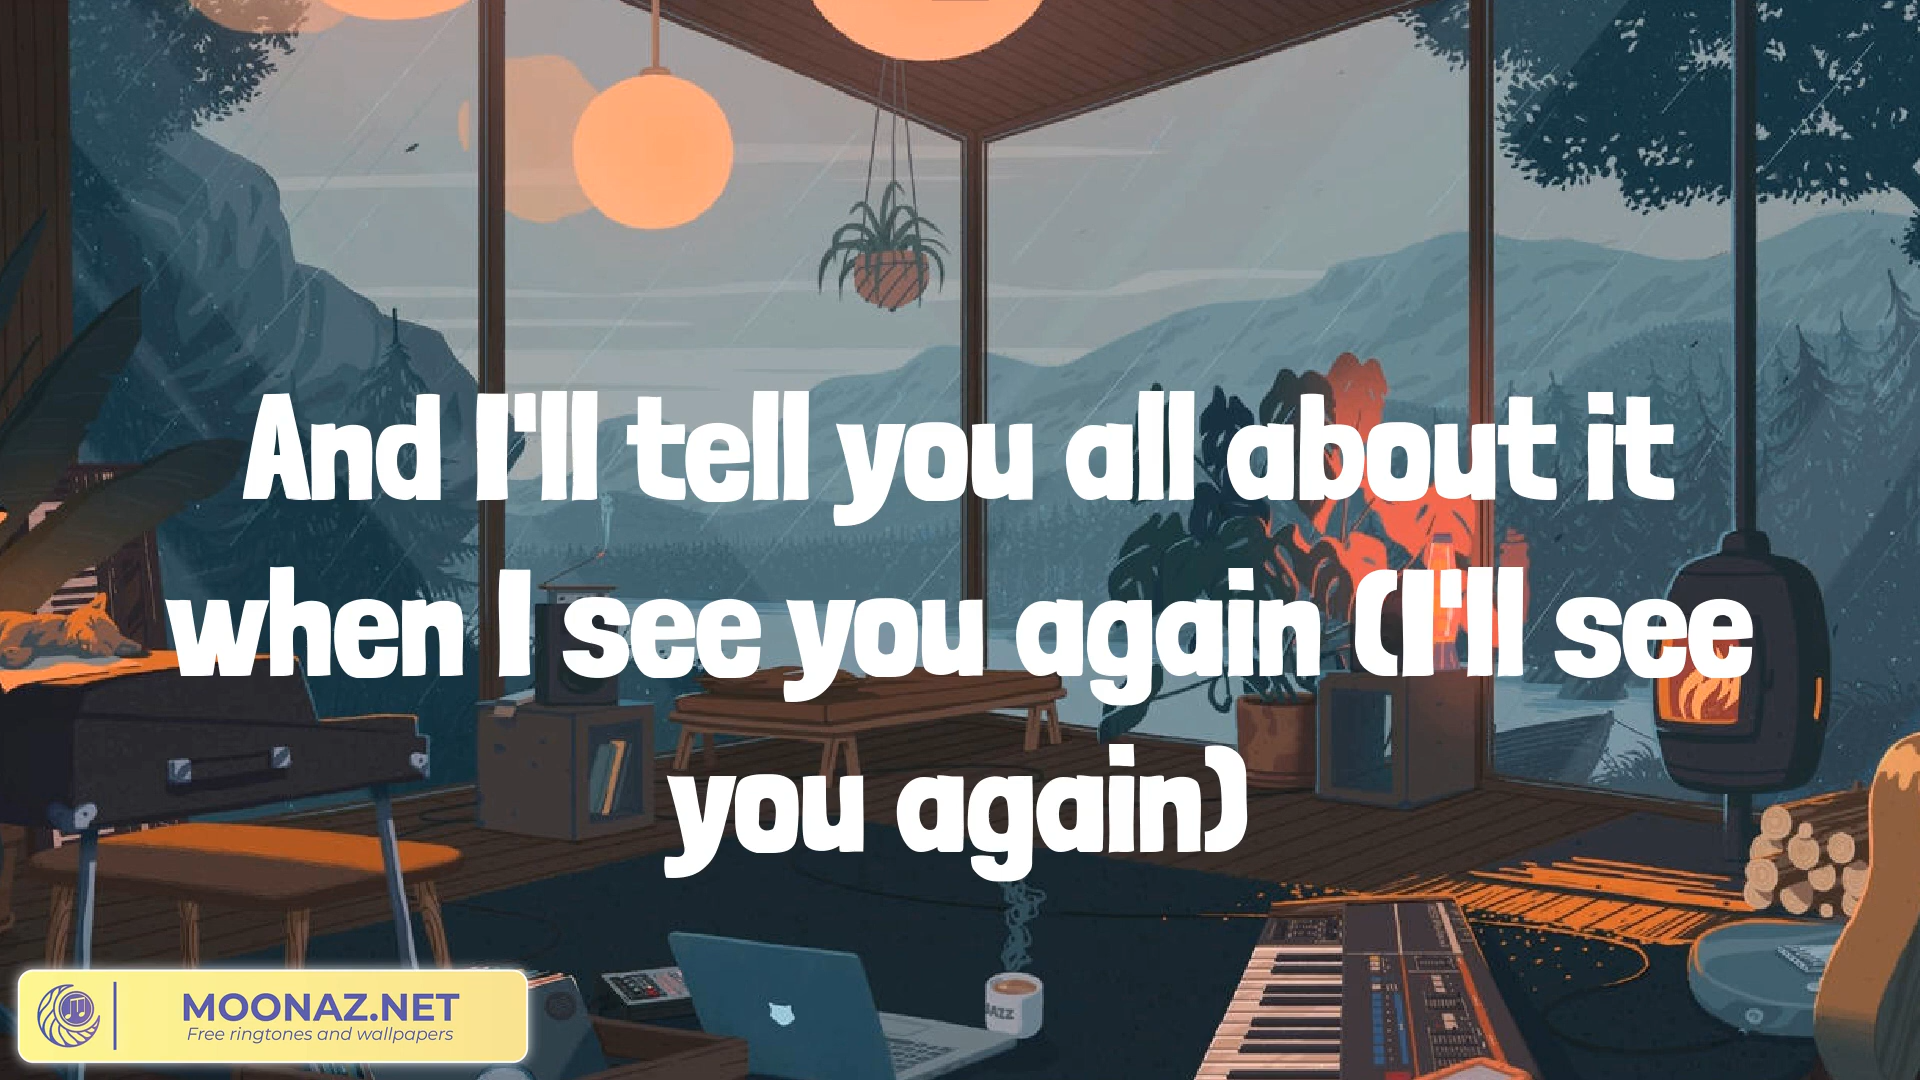 And I'll tell you all about it
when I see you again (I'll see
you again)
JAZZ
MOONAZ.NET
Free ringtones and wallpapers